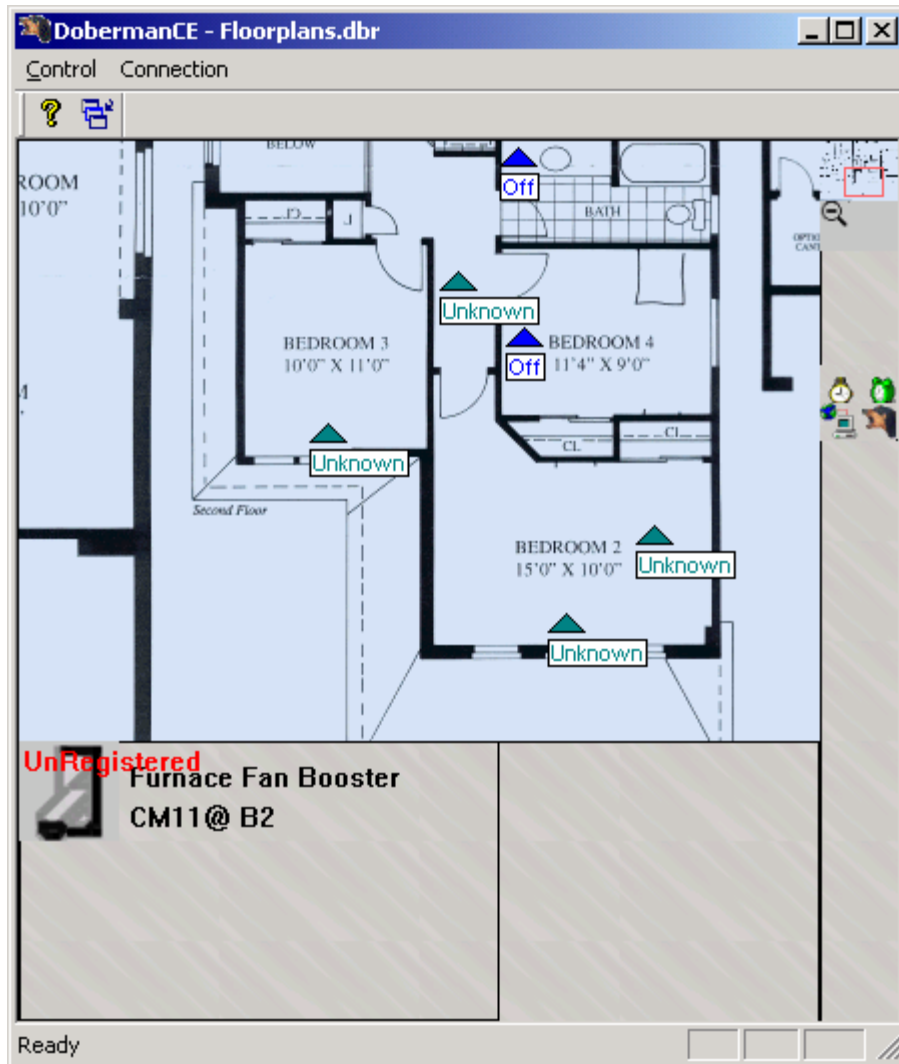 DobermanCE - Floorplans.dbr
Control Connection
BELOW
ROOM
10'0"
Off
BATH
Unknown
BEDROOM 3
10'0" X 11'0"
BEDROOM 4
Off
11'4" X 9'0"
CL
CL
Unknown
Second Floor
BEDROOM 2
15'0" X 10'0"
Unknown
Unknown
UnRegistered
Furnace Fan Booster
CM11@ B2
Ready